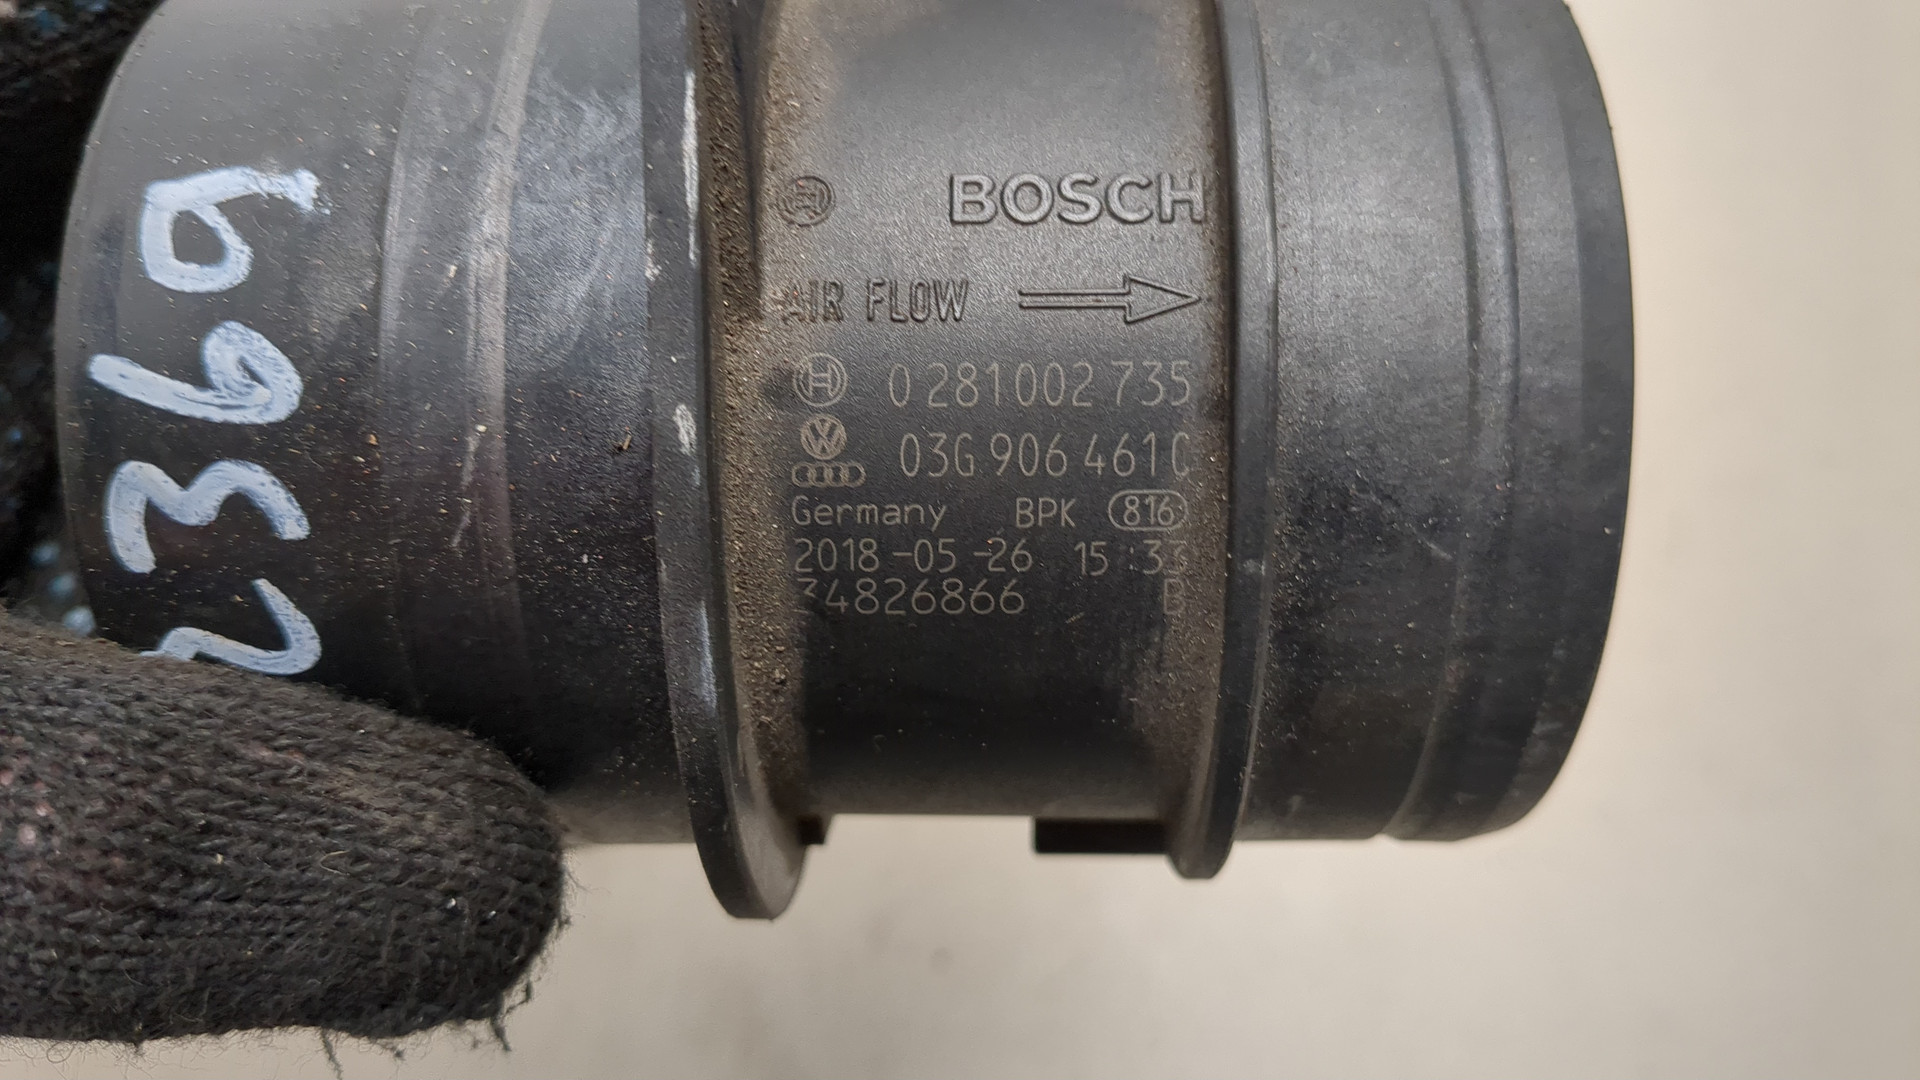 BOSCH
AIR FLOW
0 281 002 735
03G 906 461 C
Germany BPK 816
2018-05-26 15:33
34826866 B